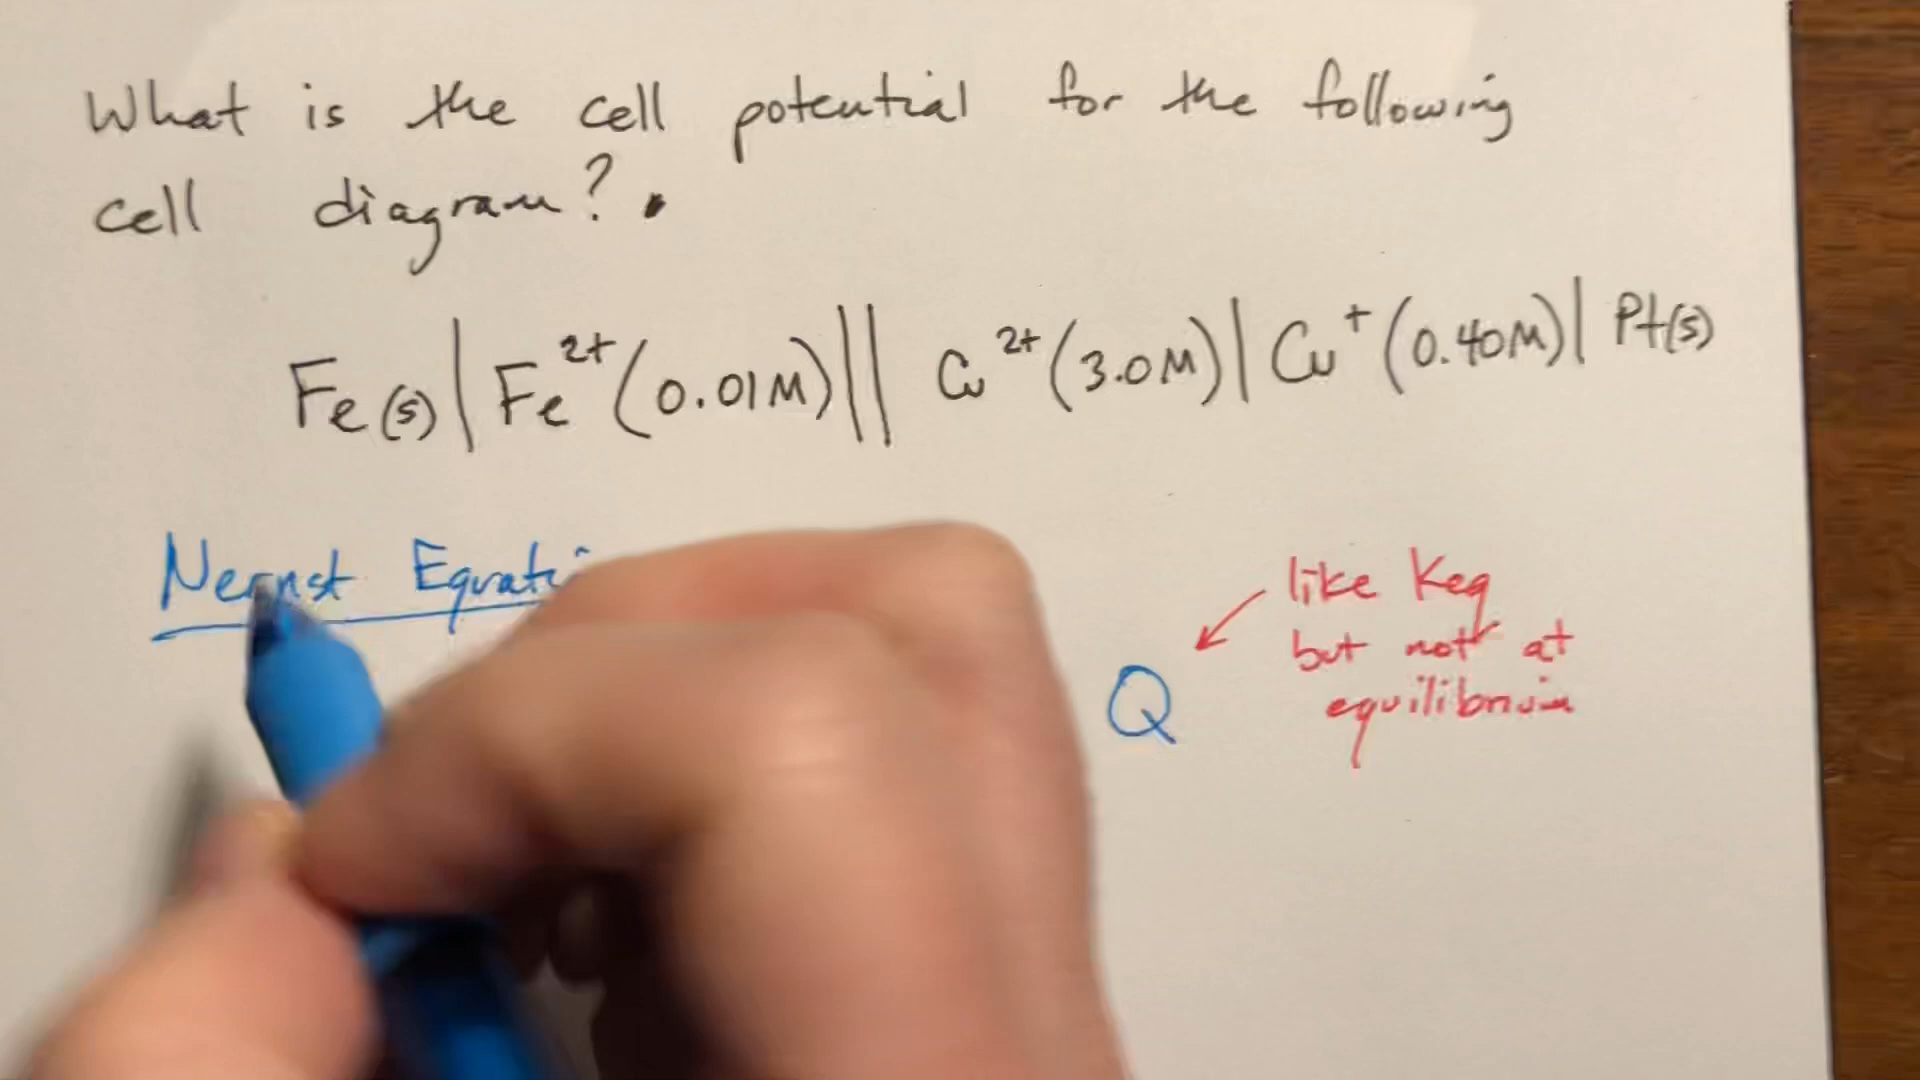 What is the cell potential for the following
cell diagram?.
Fe(s) | Fe²⁺ (0.01M) || Cu²⁺ (3.0M) | Cu⁺ (0.40M) | Pt(s)
Nernst
Q
like Keq
but not at
equilibrium